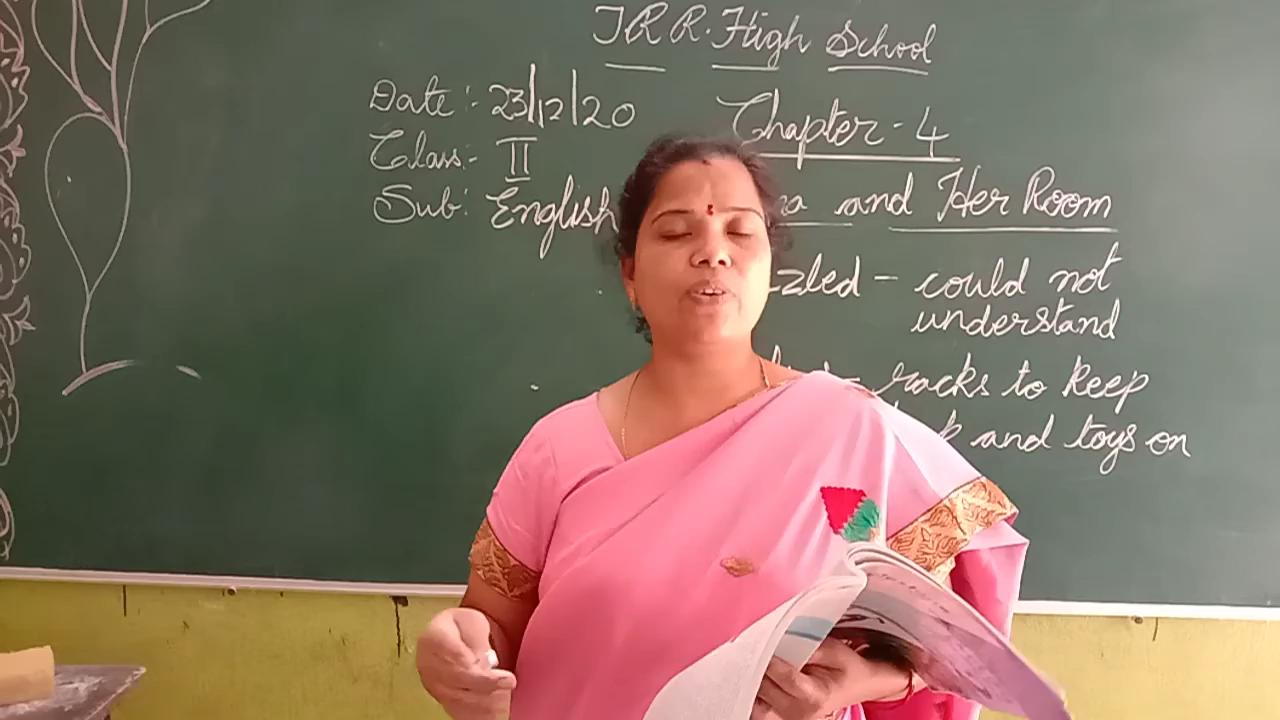 T.R R. High School
Date :- 23/12/20
Chapter - 4
Class:- II
Sub: English
and Her Room
zzled - could not
understand
racks to keep
and toys on